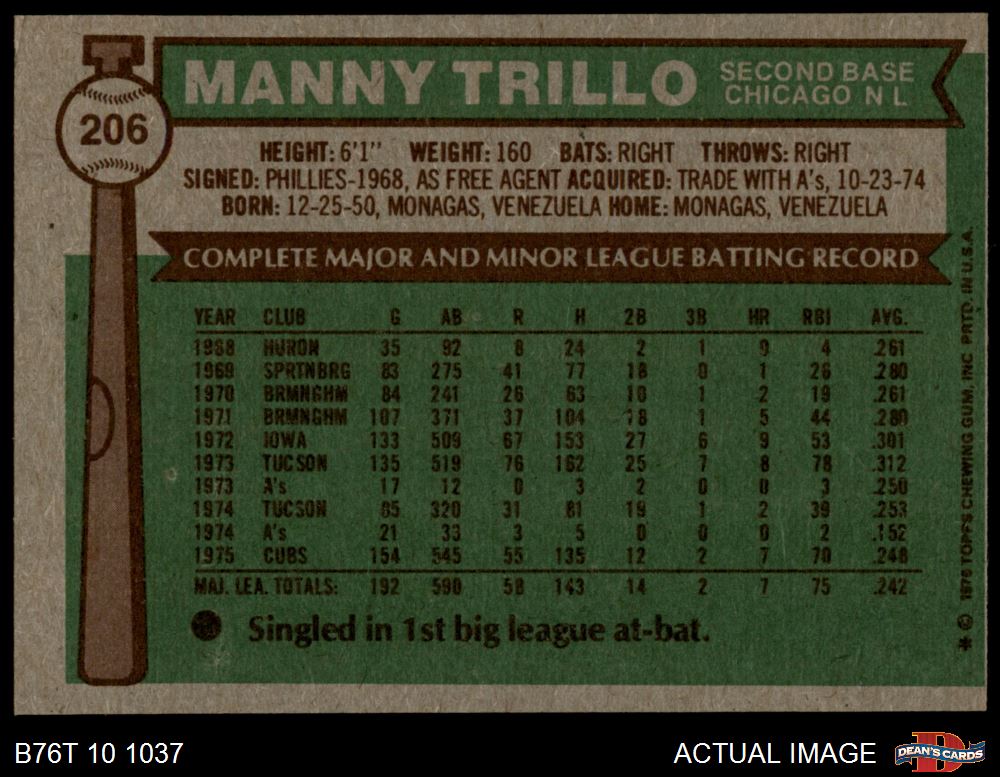 MANNY TRILLO
SECOND BASE
CHICAGO N L
206
HEIGHT: 6'1" WEIGHT: 160 BATS: RIGHT THROWS: RIGHT
SIGNED: PHILLIES-1968, AS FREE AGENT ACQUIRED: TRADE WITH A's, 10-23-74
BORN: 12-25-50, MONAGAS, VENEZUELA HOME: MONAGAS, VENEZUELA
COMPLETE MAJOR AND MINOR LEAGUE BATTING RECORD
YEAR CLUB G AB R H 2B 3B HR RBI AVG.
1968 HURON 35 92 8 24 2 1 0 4 .261
1969 SPRTNBRG 83 275 41 77 18 0 1 26 .280
1970 BRMNGHM 84 241 26 63 10 1 2 19 .261
1971 BRMNGHM 107 371 37 104 18 1 5 44 .280
1972 IOWA 133 509 67 153 27 6 9 53 .301
1973 TUCSON 135 519 76 162 25 7 8 78 .312
1973 A's 17 12 0 3 2 0 0 3 .250
1974 TUCSON 85 320 31 81 19 1 2 39 .253
1974 A's 21 33 3 5 0 0 0 2 .152
1975 CUBS 154 545 55 135 12 2 7 70 .248
MAJ. LEA. TOTALS: 192 590 58 143 14 2 7 75 .242
Singled in 1st big league at-bat.
* © 1976 TOPPS CHEWING GUM, INC. PRTD. IN U.S.A.
B76T 10 1037
ACTUAL IMAGE
D
DEAN'S CARDS